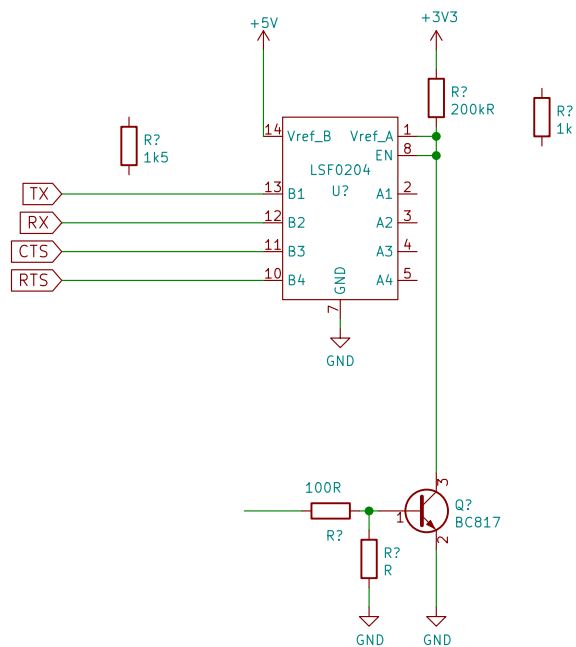 +5V
+3V3
R?
200kR
R?
1k
R?
1k5
14
Vref_B
Vref_A
1
EN
8
LSF0204
U?
TX
13
B1
A1
2
RX
12
B2
A2
3
CTS
11
B3
A3
4
RTS
10
B4
A4
5
GND
7
GND
100R
R?
1
3
Q?
BC817
2
R?
R
GND
GND